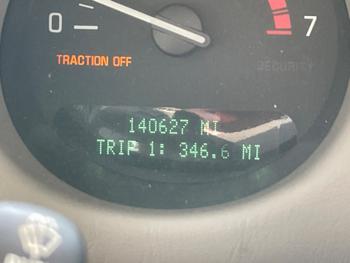 0 7
TRACTION OFF
SECURITY
140627 MI
TRIP 1: 346.6 MI